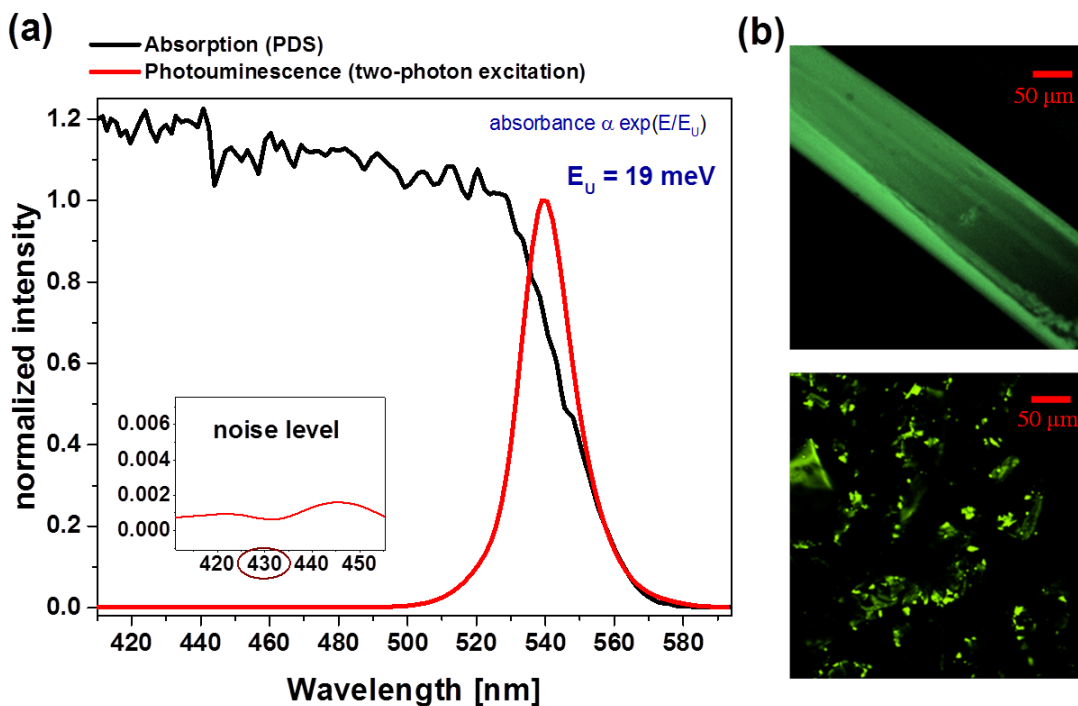 (a)
Absorption (PDS)
Photouminescence (two-photon excitation)
normalized intensity
1.2
1.0
0.8
0.6
0.4
0.2
0.0
absorbance α exp(E/E_U)
E_U = 19 meV
noise level
0.006
0.004
0.002
0.000
420 430 440 450
420 440 460 480 500 520 540 560 580
Wavelength [nm]
(b)
50 µm
50 µm